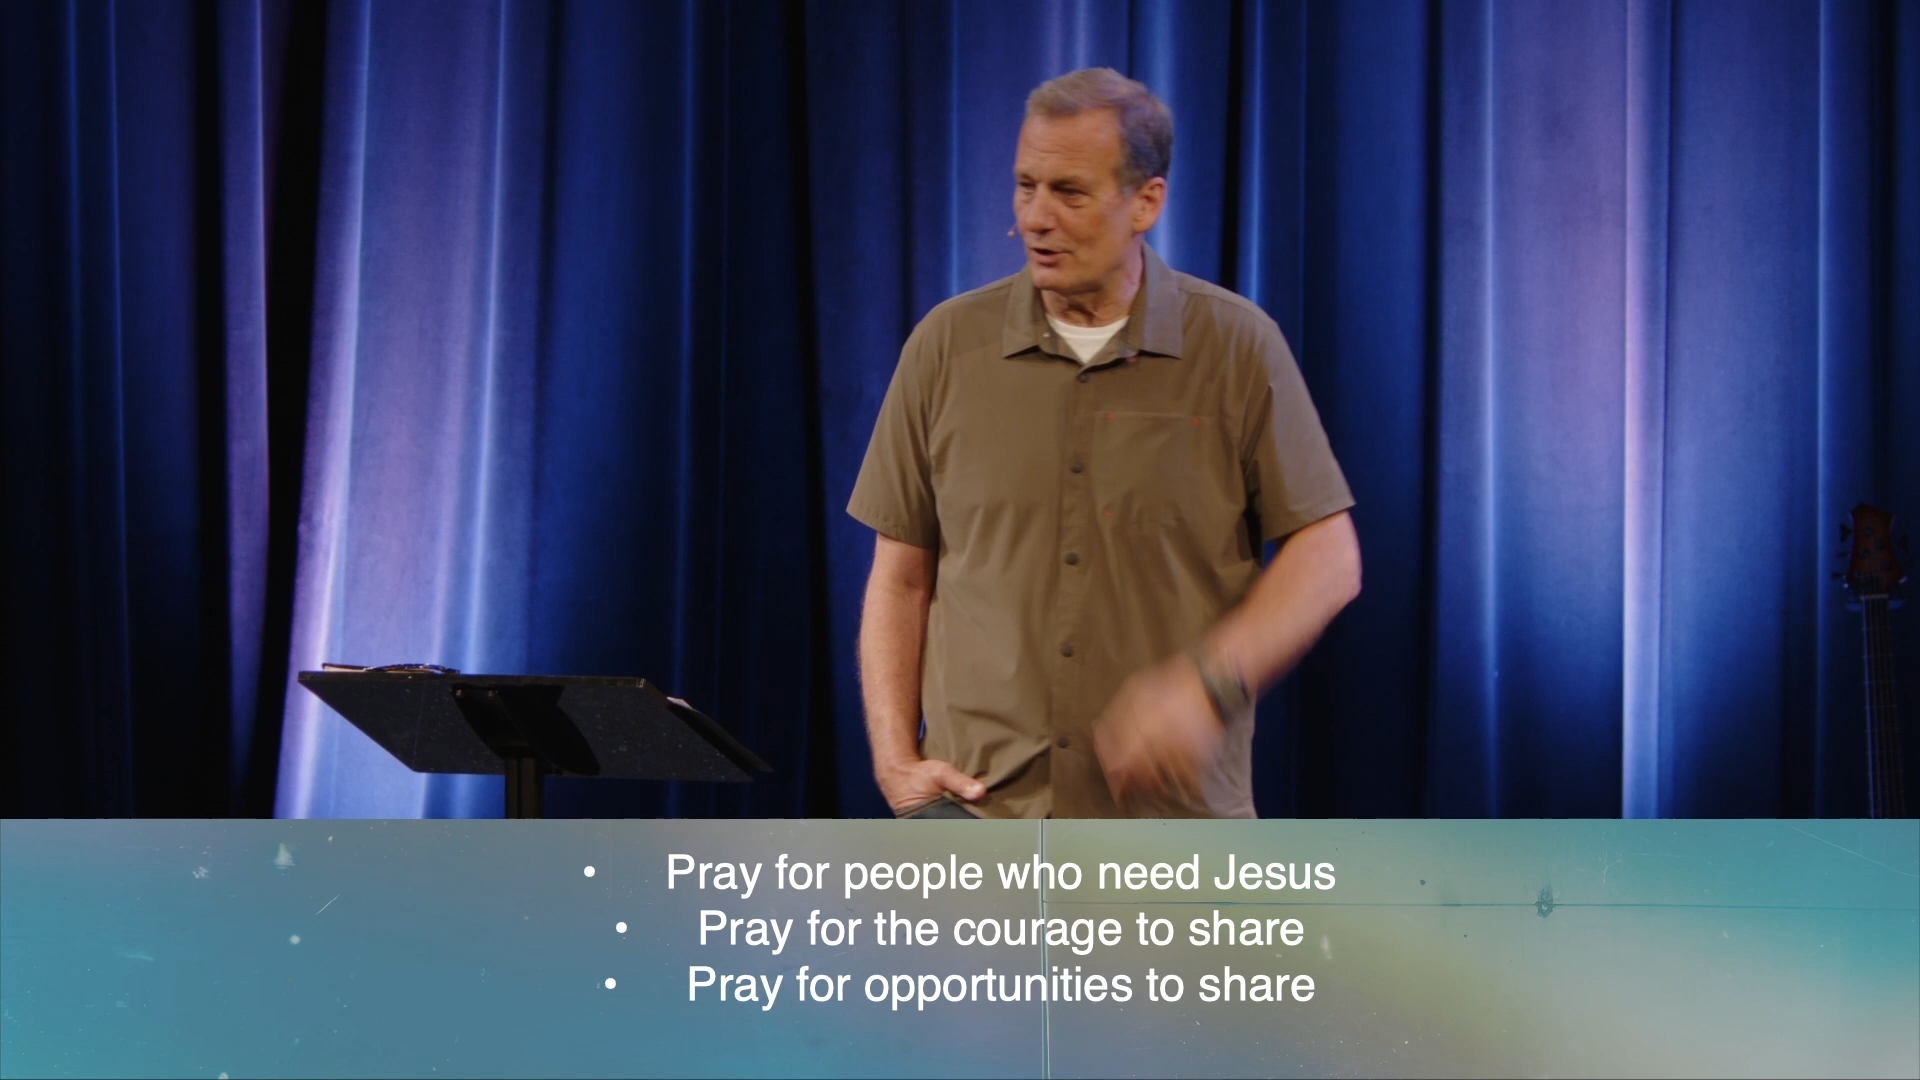 • Pray for people who need Jesus
• Pray for the courage to share
• Pray for opportunities to share